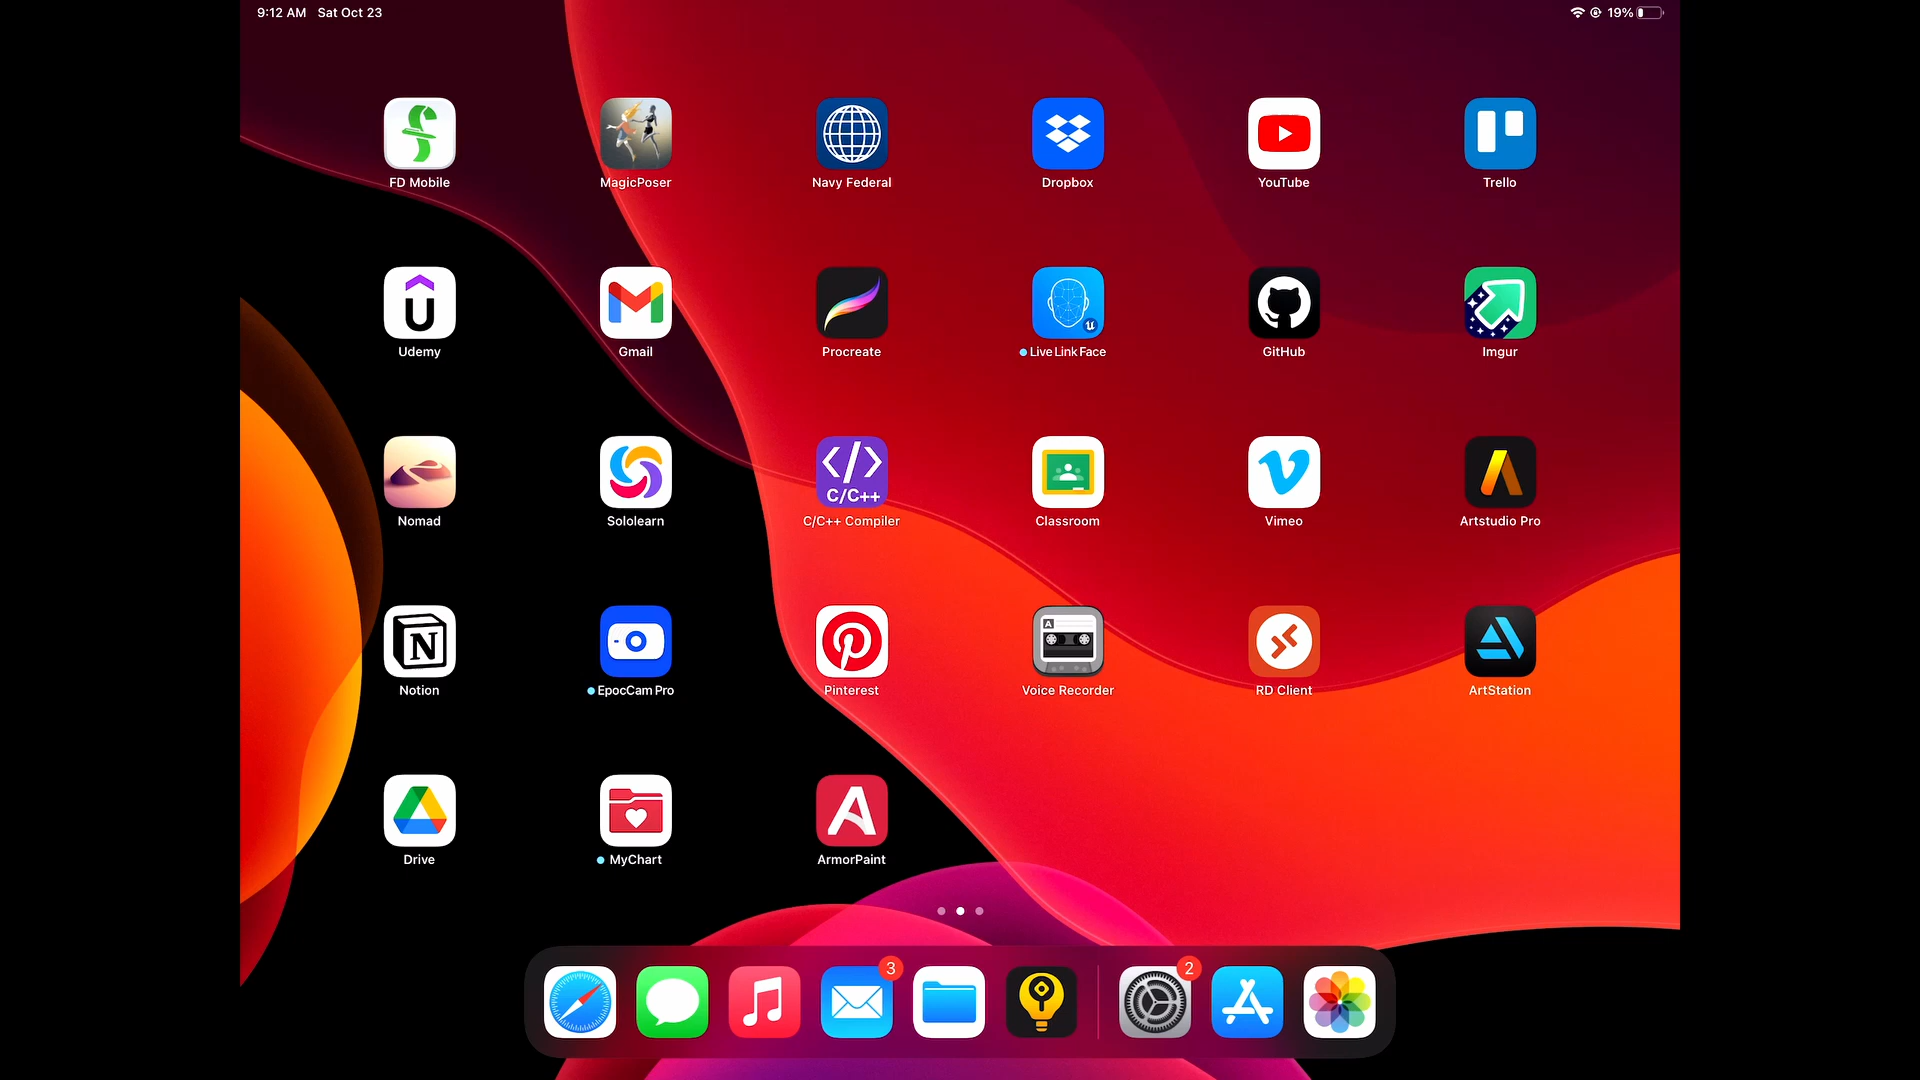 9:12 AM Sat Oct 23
19%
FD Mobile
MagicPoser
Navy Federal
Dropbox
YouTube
Trello
Udemy
Gmail
Procreate
Live Link Face
GitHub
Imgur
Nomad
Sololearn
C/C++
C/C++ Compiler
Classroom
Vimeo
Artstudio Pro
N
Notion
EpocCam Pro
Pinterest
A
Voice Recorder
RD Client
ArtStation
Drive
MyChart
ArmorPaint
3
2